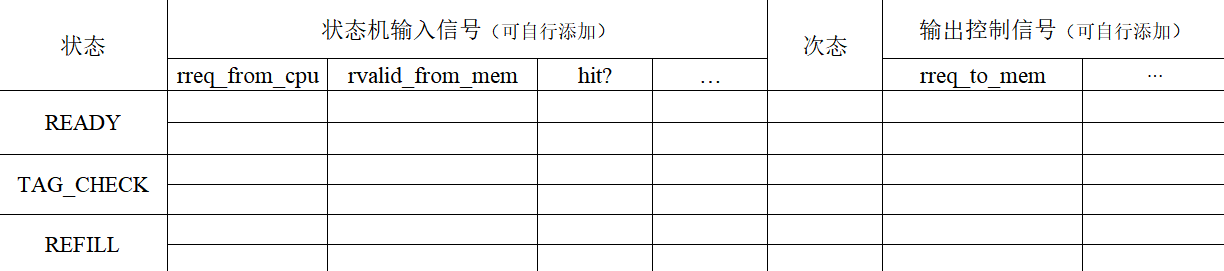 状态 状态机输入信号（可自行添加） 次态 输出控制信号（可自行添加）
rreq_from_cpu rvalid_from_mem hit? … rreq_to_mem …
READY
TAG_CHECK
REFILL